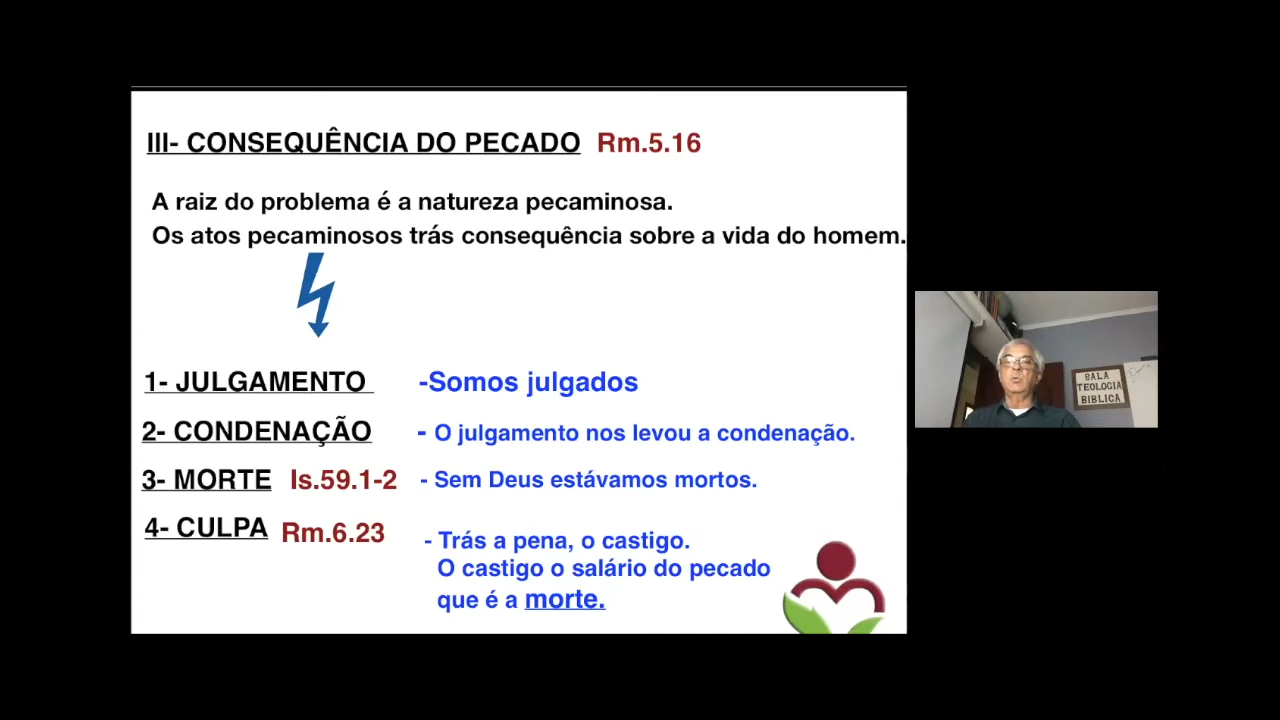 III- CONSEQUÊNCIA DO PECADO Rm.5.16
A raiz do problema é a natureza pecaminosa.
Os atos pecaminosos trás consequência sobre a vida do homem.
1- JULGAMENTO -Somos julgados
2- CONDENAÇÃO - O julgamento nos levou a condenação.
3- MORTE Is.59.1-2 - Sem Deus estávamos mortos.
4- CULPA Rm.6.23 - Trás a pena, o castigo.
O castigo o salário do pecado
que é a morte.
SALA
TEOLOGIA
BIBLICA